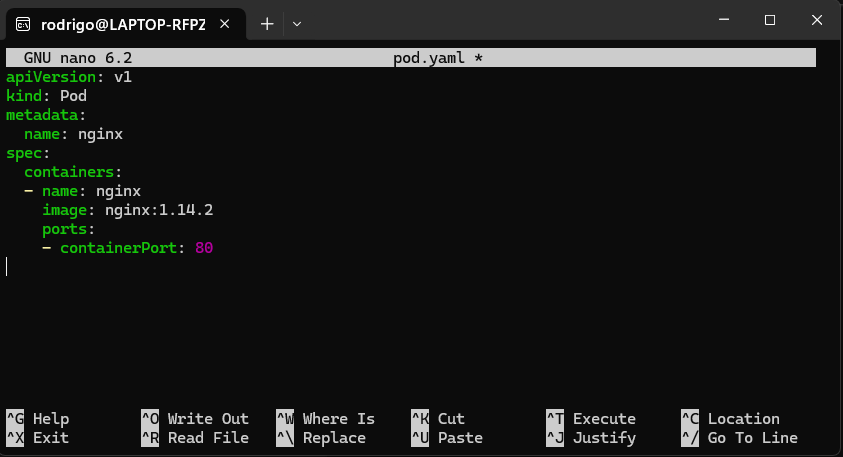 rodrigo@LAPTOP-RFPZ
GNU nano 6.2 pod.yaml *
apiVersion: v1
kind: Pod
metadata:
  name: nginx
spec:
  containers:
  - name: nginx
    image: nginx:1.14.2
    ports:
    - containerPort: 80
^G Help ^O Write Out ^W Where Is ^K Cut ^T Execute ^C Location
^X Exit ^R Read File ^\ Replace ^U Paste ^J Justify ^/ Go To Line